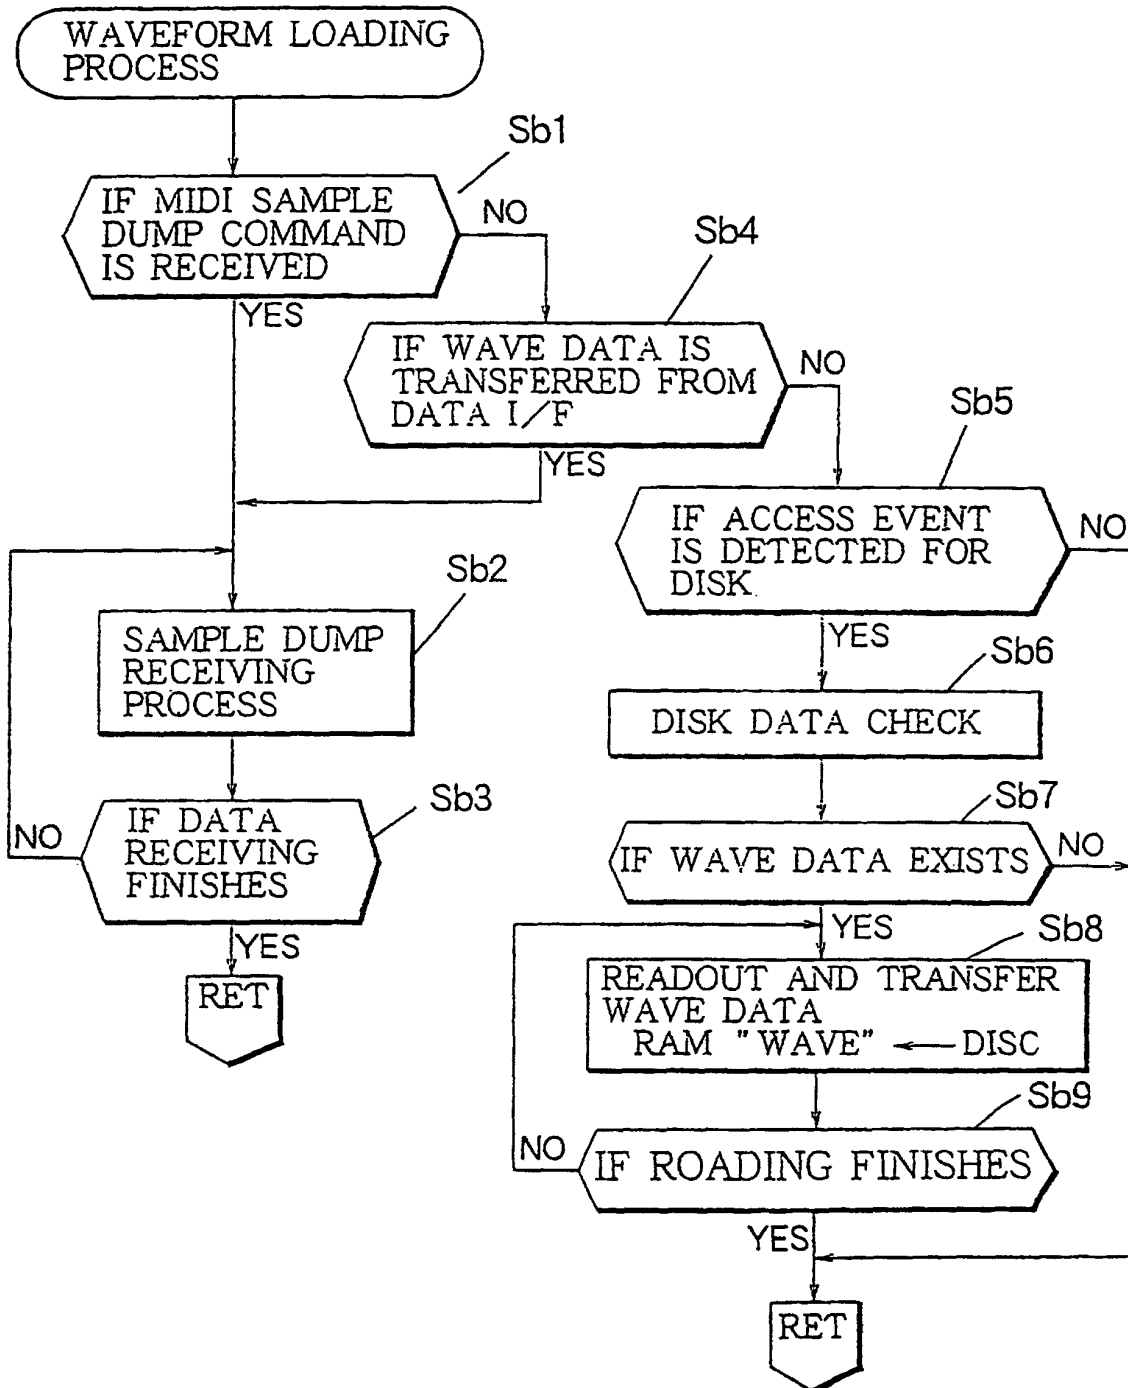 WAVEFORM LOADING
PROCESS
Sb1
IF MIDI SAMPLE
DUMP COMMAND
IS RECEIVED
NO
YES
Sb4
IF WAVE DATA IS
TRANSFERRED FROM
DATA I/F
NO
YES
Sb5
IF ACCESS EVENT
IS DETECTED FOR
DISK
NO
YES
Sb2
SAMPLE DUMP
RECEIVING
PROCESS
Sb6
DISK DATA CHECK
Sb3
IF DATA
RECEIVING
FINISHES
NO
YES
RET
Sb7
IF WAVE DATA EXISTS
NO
YES
Sb8
READOUT AND TRANSFER
WAVE DATA
RAM "WAVE" ← DISC
Sb9
IF ROADING FINISHES
NO
YES
RET